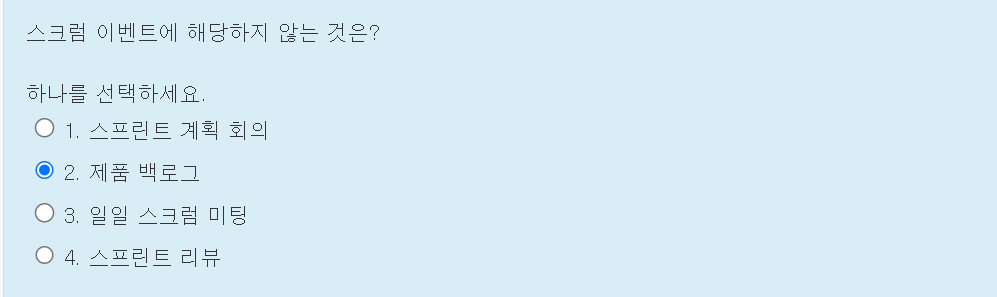 스크럼 이벤트에 해당하지 않는 것은?
하나를 선택하세요.
1. 스프린트 계획 회의
2. 제품 백로그
3. 일일 스크럼 미팅
4. 스프린트 리뷰